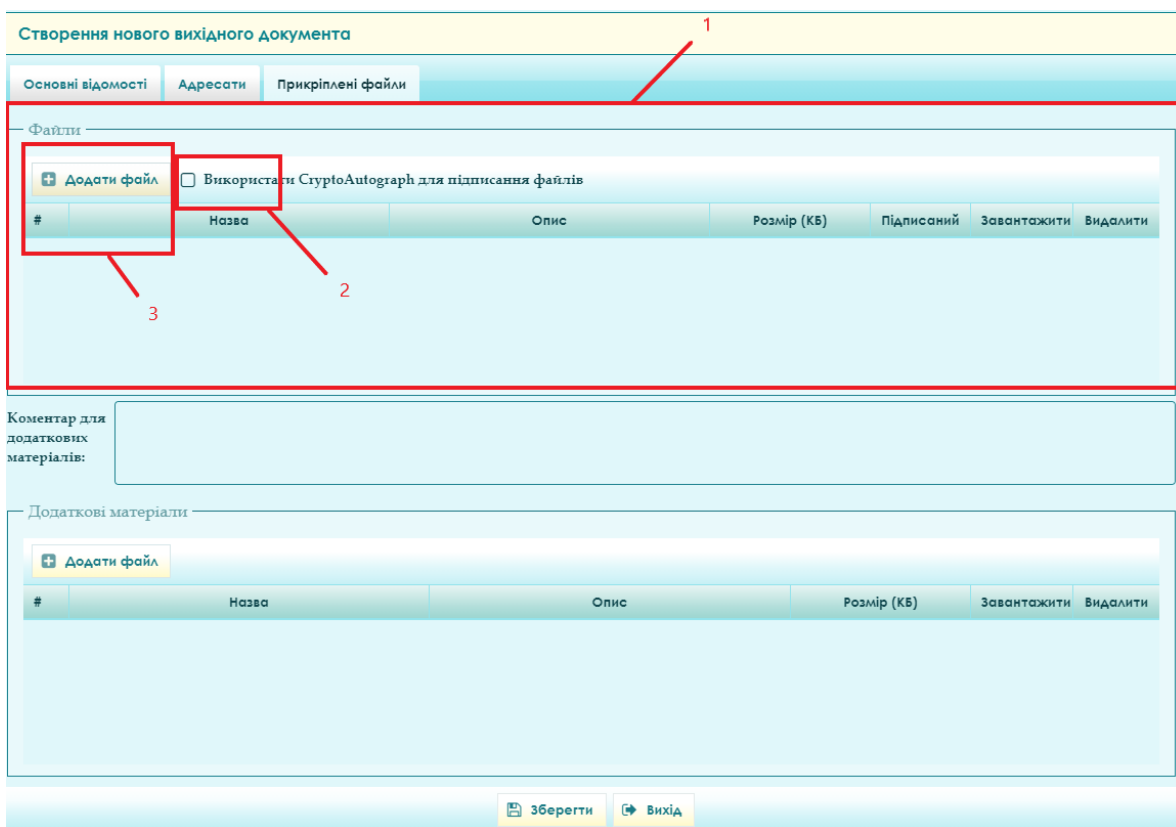 1
Створення нового вихідного документа
Основні відомості Адресати Прикріплені файли
Файли
Додати файл Використати CryptoAutograph для підписання файлів
# Назва Опис Розмір (КБ) Підписаний Завантажити Видалити
2
3
Коментар для
додаткових
матеріалів:
Додаткові матеріали
Додати файл
# Назва Опис Розмір (КБ) Завантажити Видалити
Зберегти Вихід